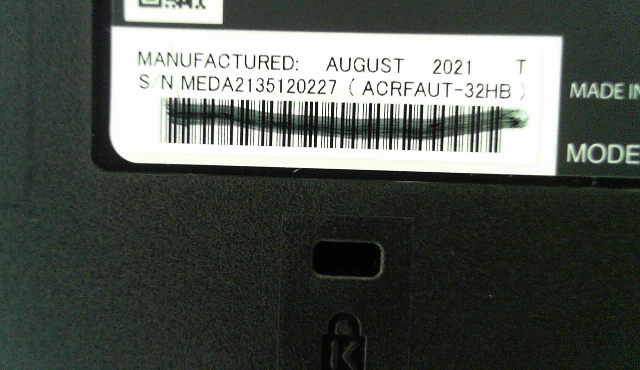 MANUFACTURED: AUGUST 2021 T
S/N MEDA2135120227 ( ACRFAUT-32HB )
MADE IN
MODE
K